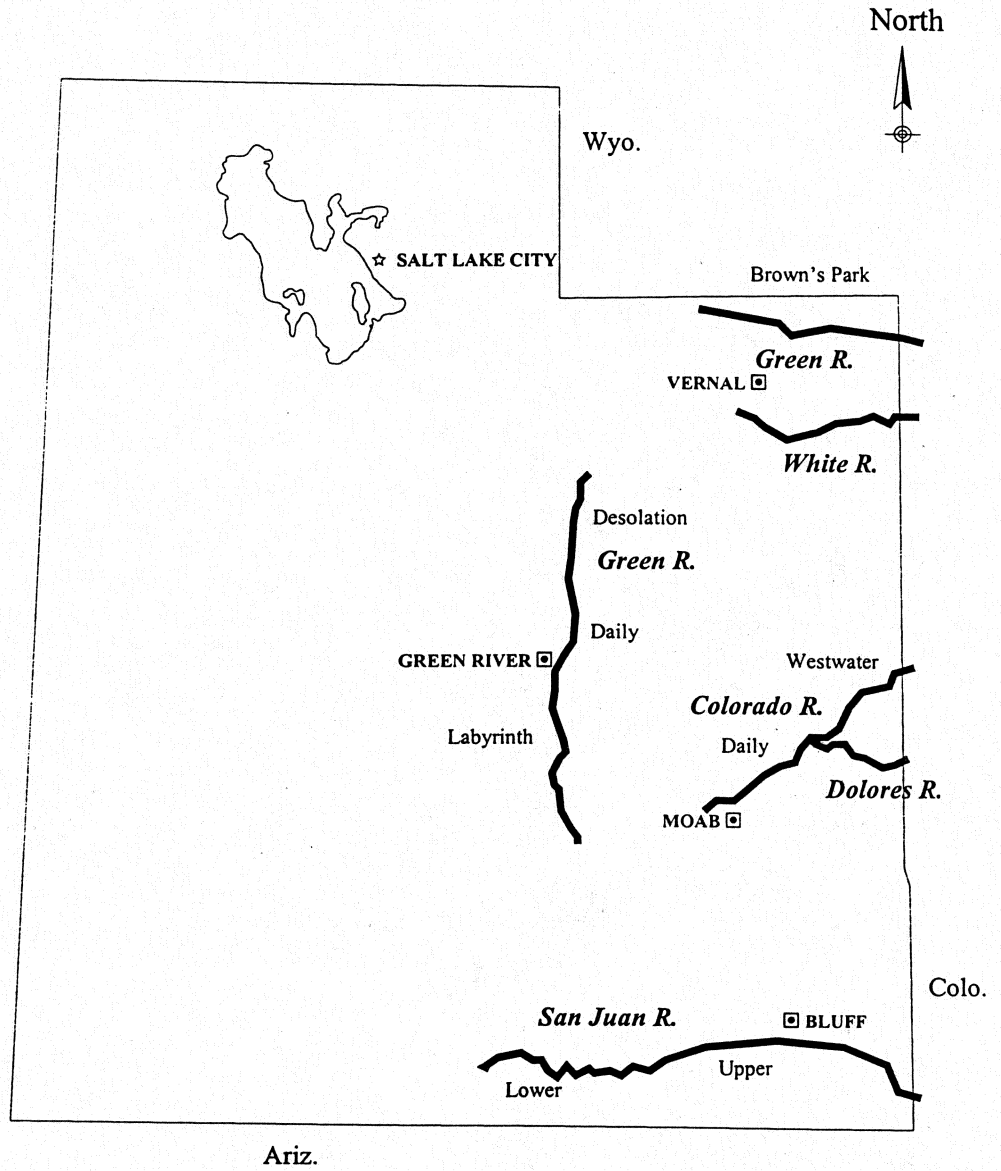 North
Wyo.
SALT LAKE CITY
Brown's Park
Green R.
VERNAL
White R.
Desolation
Green R.
Daily
GREEN RIVER
Westwater
Colorado R.
Labyrinth
Daily
Dolores R.
MOAB
Colo.
San Juan R.
BLUFF
Upper
Lower
Ariz.